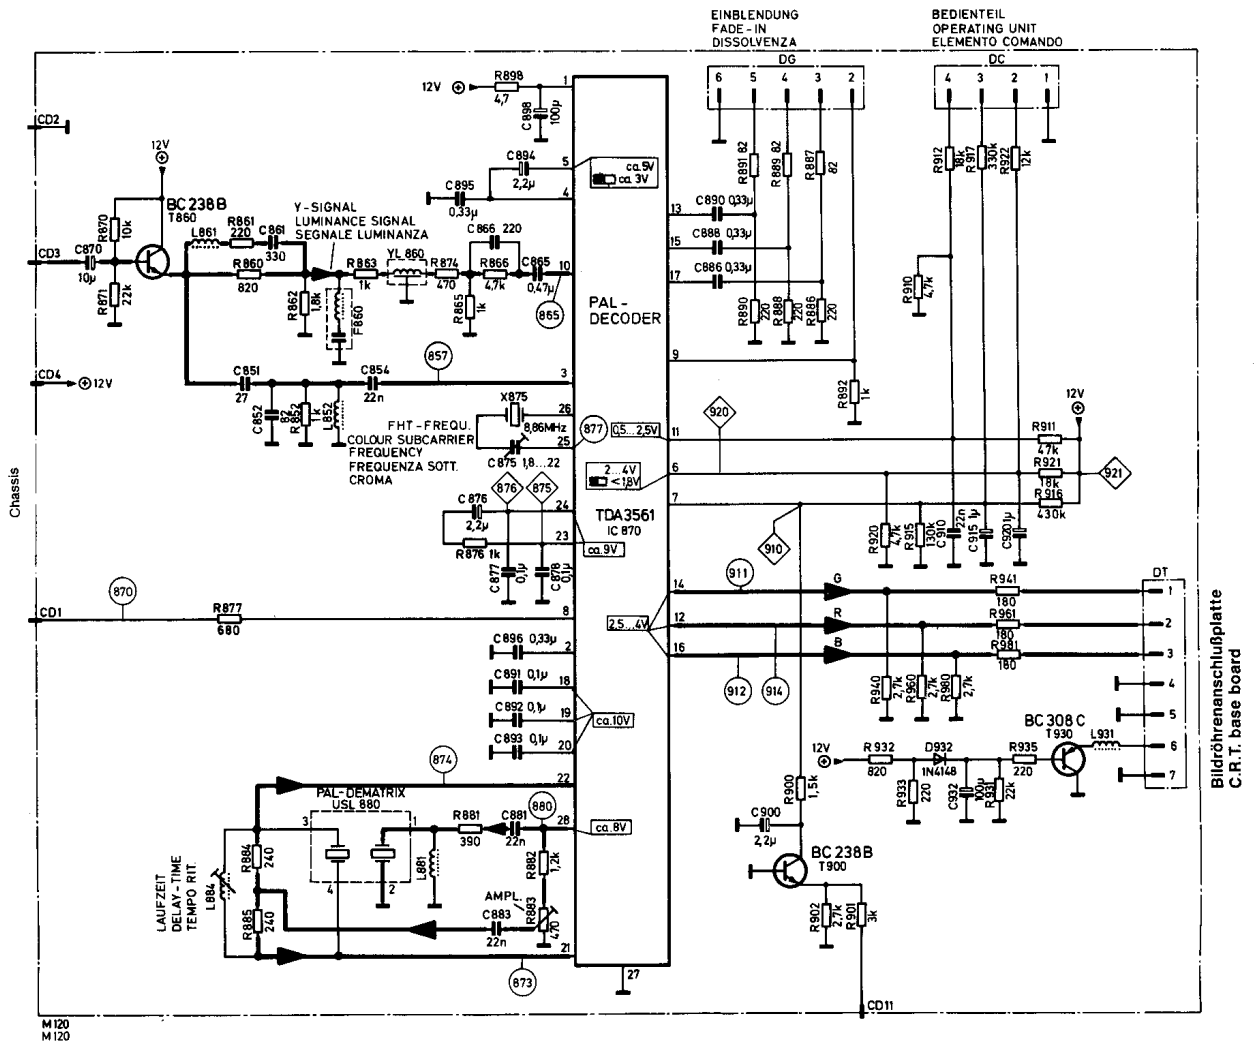 EINBLENDUNG
FADE-IN
DISSOLVENZA
DG
6 5 4 3 2
BEDIENTEIL
OPERATING UNIT
ELEMENTO COMANDO
DC
4 3 2 1
12V
R898
4,7
1
C898
100µ
CD2
12V
C894
2,2µ
5
ca.5V
ca 3V
4
C895
0,33µ
R891 82
R889 82
R887
82
R912
18k
R917
330k
R922
12k
BC238B
T860
Y-SIGNAL
LUMINANCE SIGNAL
SEGNALE LUMINANZA
R870
10k
L861
R861
220
C861
330
C866 220
13
C890 0,33µ
15
C888 0,33µ
17
C886 0,33µ
CD3
C870
10µ
R871
22k
R860
820
R863
1k
YL 860
R874
470
R866
4,7k
C865
0,47µ
10
R862
1,8k
F860
R865
1k
865
PAL-
DECODER
R890
220
R888
220
R886
220
R910
4,7k
9
R892
1k
CD4
12V
C851
27
C852
82
R852
1k
L852
C854
22n
857
3
X875
26
8,86MHz
FHT-FREQU.
COLOUR SUBCARRIER
FREQUENCY
FREQUENZA SOTT.
CROMA
25
877
C875 1,8...22
0,5...2,5V
11
920
12V
R911
47k
2...4V
<1,8V
6
R921
18k
921
7
R916
430k
Chassis
876
875
C876
2,2µ
24
23
R876 1k
TDA3561
IC 870
ca.9V
C877
0,1µ
C878
0,1µ
910
R920
4,7k
R915
130k
C910
22n
C915 1µ
C920 1µ
870
CD1
R877
680
8
2,5...4V
14
911
G
R941
180
DT
1
12
R
R961
180
2
16
B
R981
180
3
912
914
R940
2,7k
R960
2,7k
R980
2,7k
4
5
6
7
Bildröhrenanschlußplatte
C.R.T. base board
C896 0,33µ
2
C891 0,1µ
18
C892 0,1µ
19
ca.10V
C893 0,1µ
20
BC308C
T930
L931
12V
R932
820
D932
1N4148
R935
220
R933
220
C932
100µ
R931
22k
874
22
PAL-DEMATRIX
USL 880
3
1
R881
390
C881
22n
880
28
ca.8V
R900
1,5k
C900
2,2µ
BC238B
T900
LAUFZEIT
DELAY-TIME
TEMPO RIT.
L884
R884
240
4
2
L881
R882
1,2k
AMPL.
R883
470
R885
240
C883
22n
R902
2,7k
R901
3k
21
873
27
CD11
M120
M120